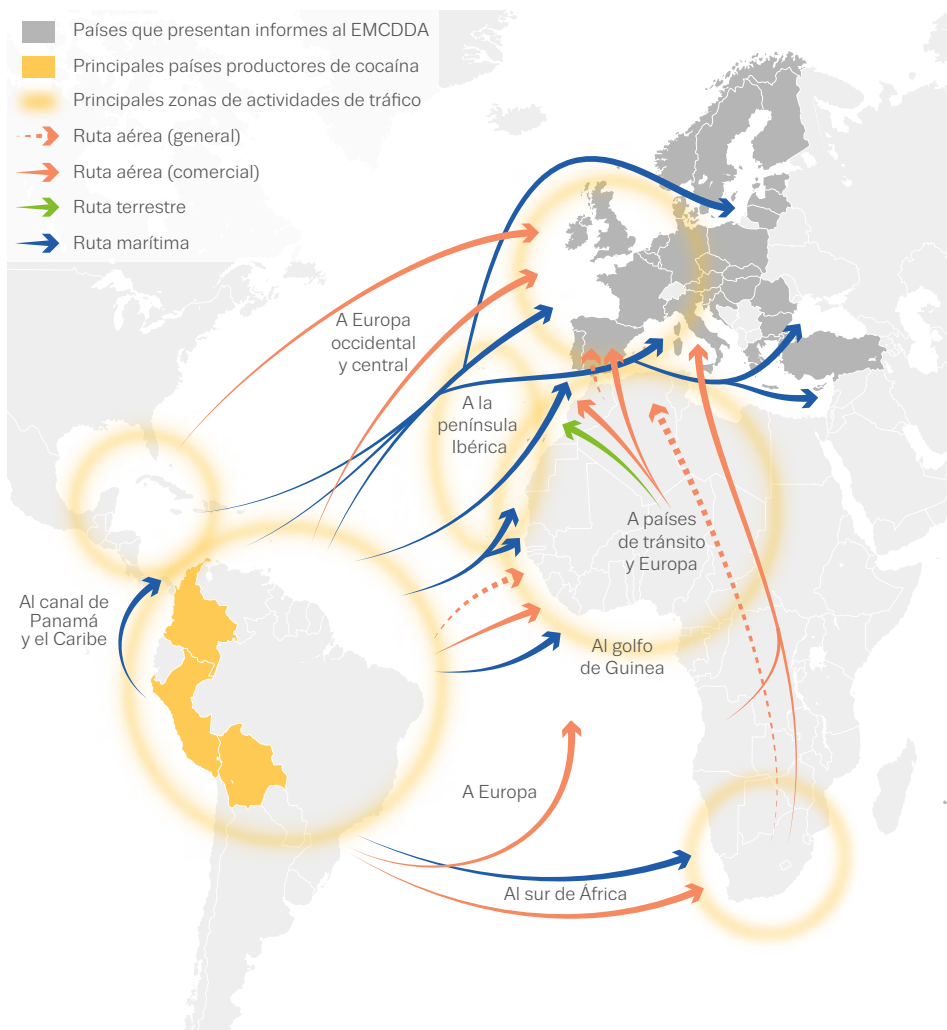 Países que presentan informes al EMCDDA
Principales países productores de cocaína
Principales zonas de actividades de tráfico
Ruta aérea (general)
Ruta aérea (comercial)
Ruta terrestre
Ruta marítima
A Europa
occidental
y central
A la
península
Ibérica
A países
de tránsito
y Europa
Al canal de
Panamá
y el Caribe
Al golfo
de Guinea
A Europa
Al sur de África